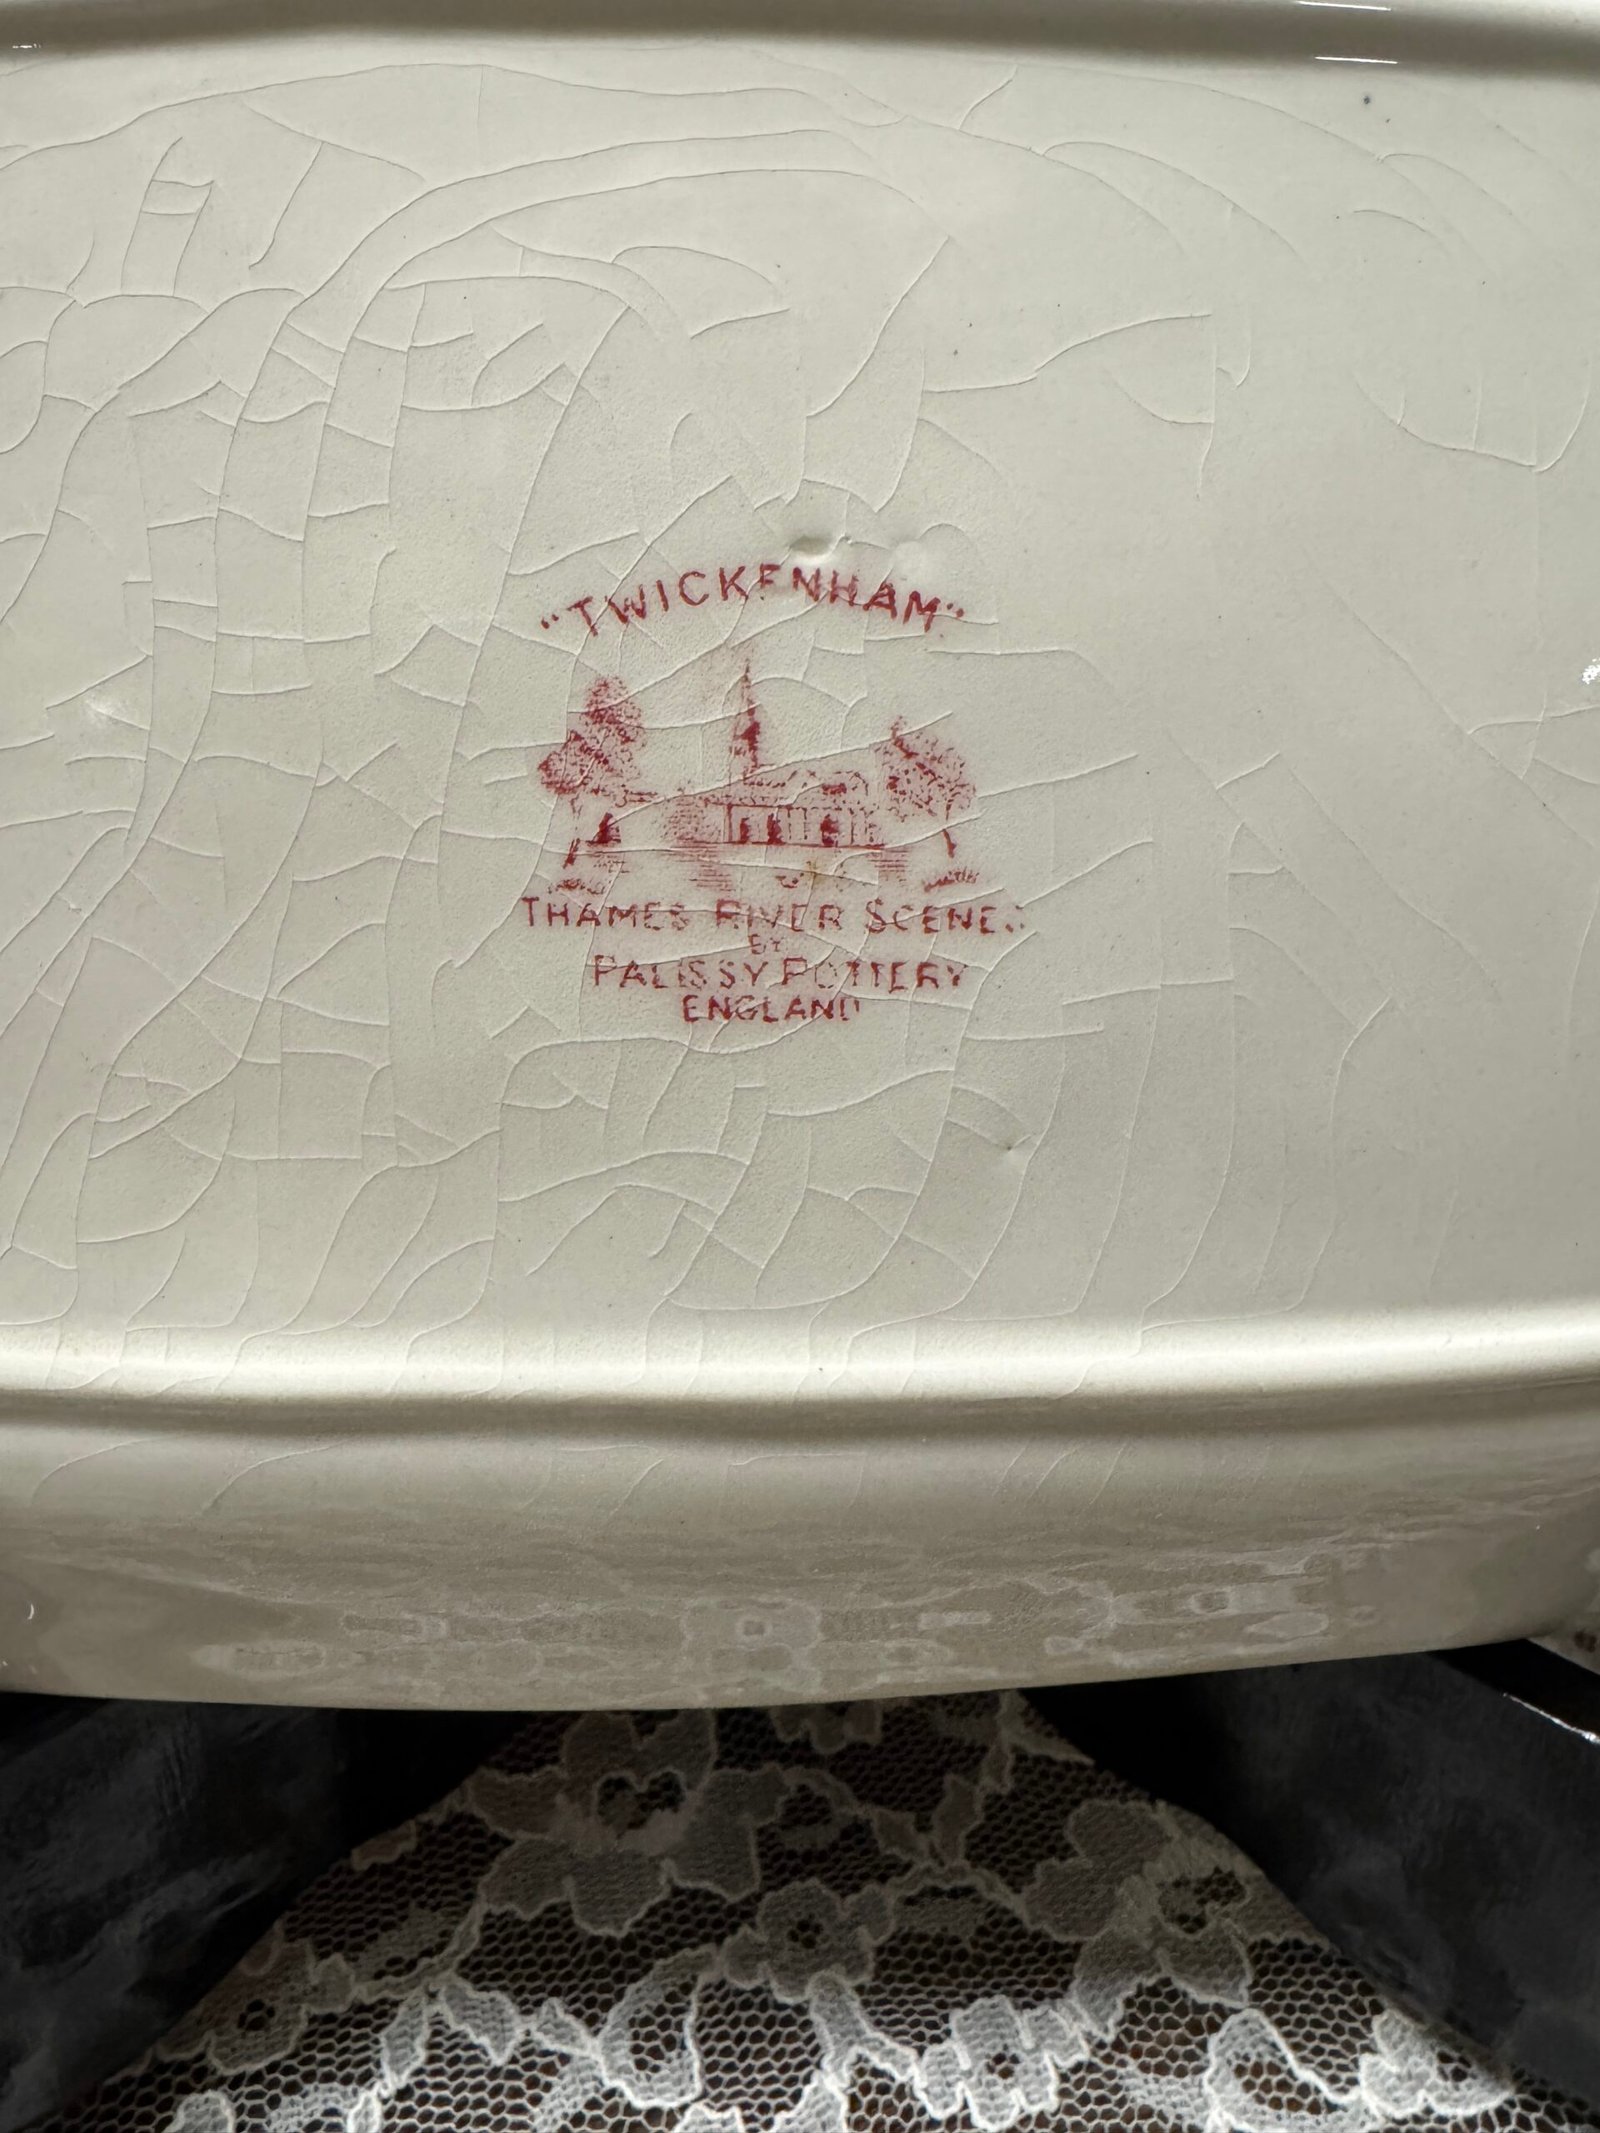 "TWICKENHAM"
THAMES RIVER SCENES
BY
PALISSY POTTERY
ENGLAND